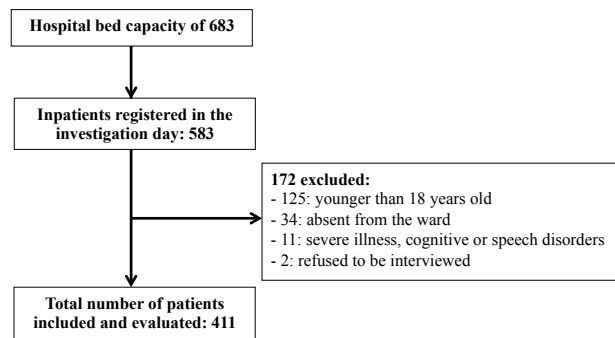 Hospital bed capacity of 683
Inpatients registered in the
investigation day: 583
172 excluded:
- 125: younger than 18 years old
- 34: absent from the ward
- 11: severe illness, cognitive or speech disorders
- 2: refused to be interviewed
Total number of patients
included and evaluated: 411